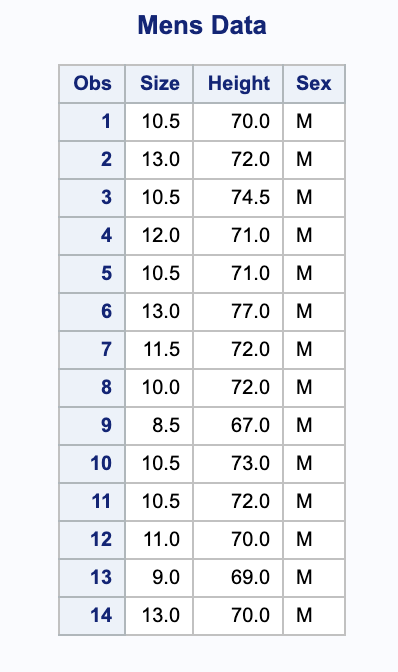 Mens Data
Obs Size Height Sex
1 10.5 70.0 M
2 13.0 72.0 M
3 10.5 74.5 M
4 12.0 71.0 M
5 10.5 71.0 M
6 13.0 77.0 M
7 11.5 72.0 M
8 10.0 72.0 M
9 8.5 67.0 M
10 10.5 73.0 M
11 10.5 72.0 M
12 11.0 70.0 M
13 9.0 69.0 M
14 13.0 70.0 M